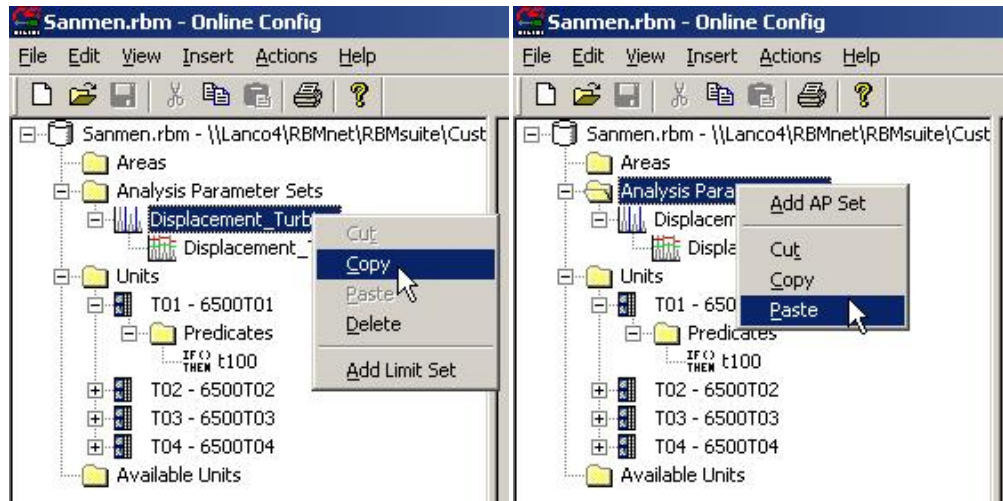 Sanmen.rbm - Online Config
File Edit View Insert Actions Help
Sanmen.rbm - \\Lanco4\RBMnet\RBMsuite\Cust
Areas
Analysis Parameter Sets
Displacement_Turb
Displacement_
Units
T01 - 6500T01
Predicates
IF () THEN t100
T02 - 6500T02
T03 - 6500T03
T04 - 6500T04
Available Units
Cut
Copy
Paste
Delete
Add Limit Set
Sanmen.rbm - Online Config
File Edit View Insert Actions Help
Sanmen.rbm - \\Lanco4\RBMnet\RBMsuite\Cust
Areas
Analysis Para
Displacem
Displa
Units
T01 - 650
Predicates
IF () THEN t100
T02 - 6500T02
T03 - 6500T03
T04 - 6500T04
Available Units
Add AP Set
Cut
Copy
Paste